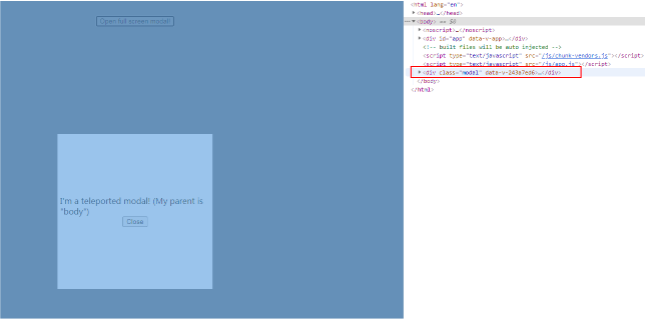 Open full screen modal!
I'm a teleported modal! (My parent is
"body")
Close
<html lang="en">
<head>…</head>
<body> == $0
<noscript>…</noscript>
<div id="app" data-v-app>…</div>
<!-- built files will be auto injected -->
<script type="text/javascript" src="/js/chunk-vendors.js"></script>
<script type="text/javascript" src="/js/app.js"></script>
<div class="modal" data-v-243a7ed6>…</div>
</body>
</html>